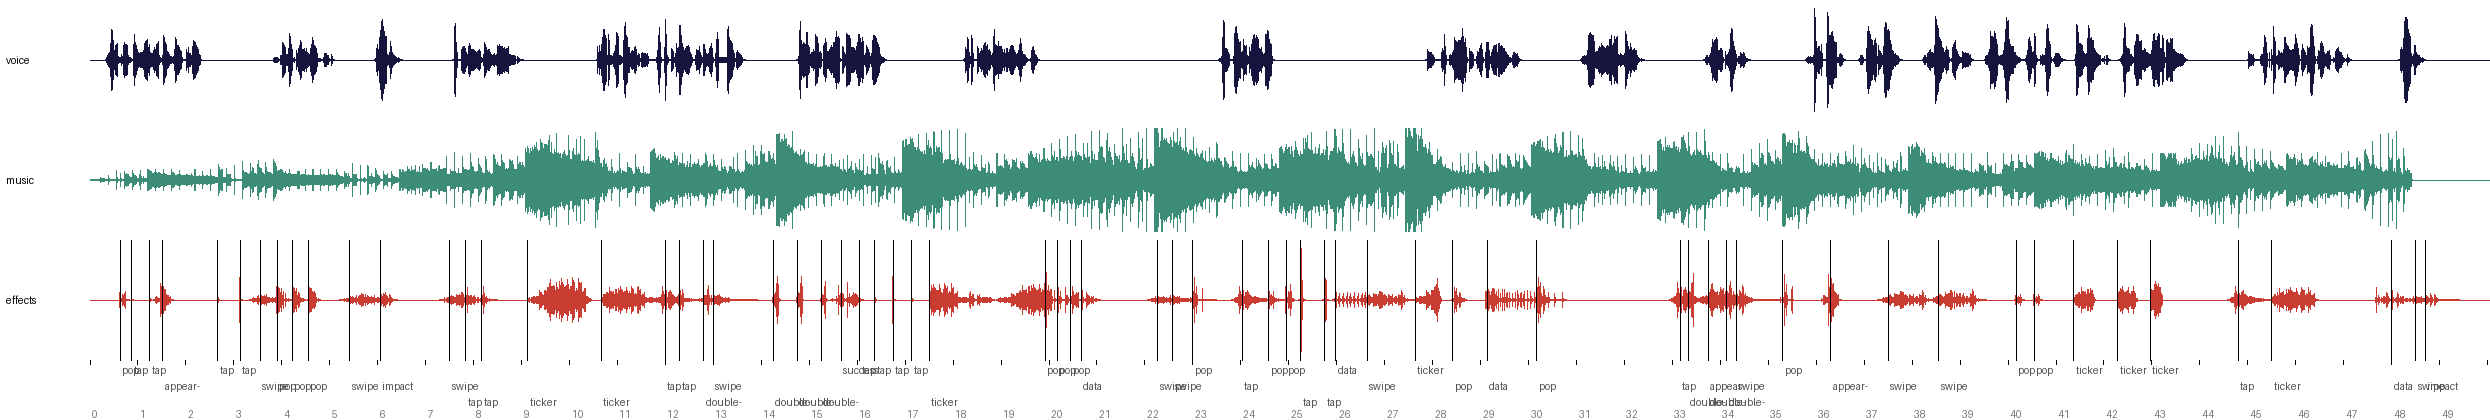 voice
music
effects
pop tap tap tap tap success tap tap tap tap pop pop pop pop data ticker pop pop pop ticker ticker ticker
appear- swipe pop pop pop swipe impact swipe tap tap swipe data swipe swipe tap swipe pop data pop appear- swipe appear- swipe swipe tap ticker data swipe impact
tap tap ticker ticker double- double- double- double- ticker tap tap double- double- double-
0 1 2 3 4 5 6 7 8 9 10 11 12 13 14 15 16 17 18 19 20 21 22 23 24 25 26 27 28 29 30 31 32 33 34 35 36 37 38 39 40 41 42 43 44 45 46 47 48 49